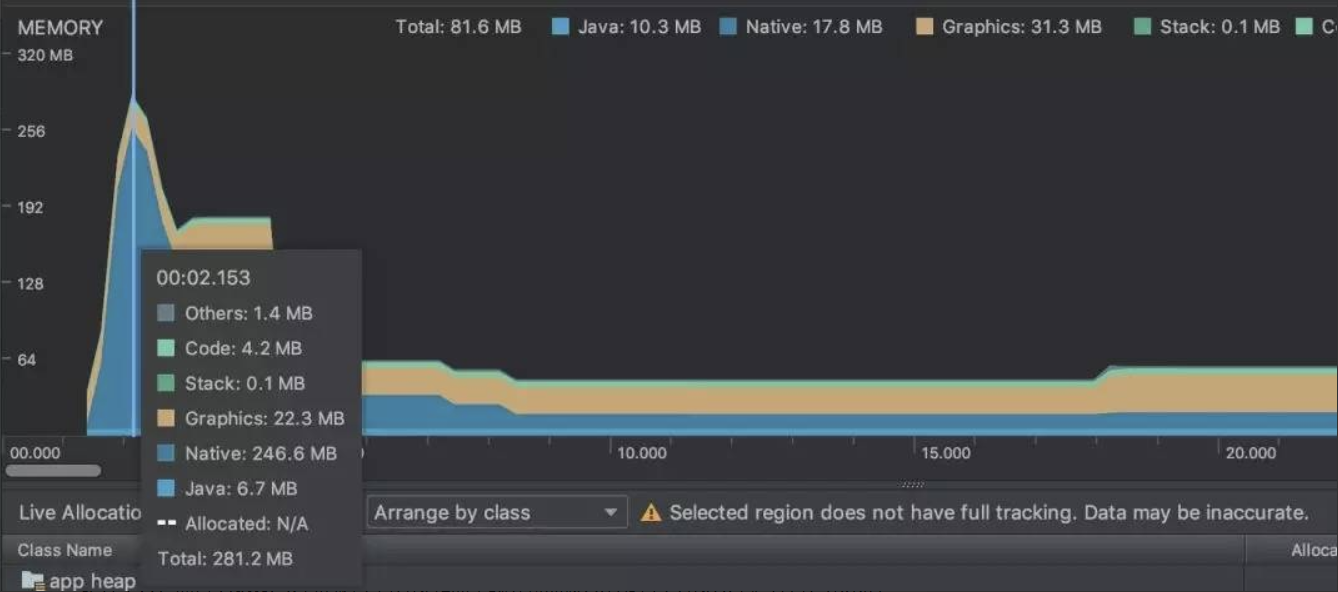 MEMORY Total: 81.6 MB Java: 10.3 MB Native: 17.8 MB Graphics: 31.3 MB Stack: 0.1 MB
320 MB
256
192
128
64
00:02.153
Others: 1.4 MB
Code: 4.2 MB
Stack: 0.1 MB
Graphics: 22.3 MB
Native: 246.6 MB
Java: 6.7 MB
Allocated: N/A
Total: 281.2 MB
00.000 10.000 15.000 20.000
Live Allocatio Arrange by class Selected region does not have full tracking. Data may be inaccurate.
Class Name Alloca
app heap